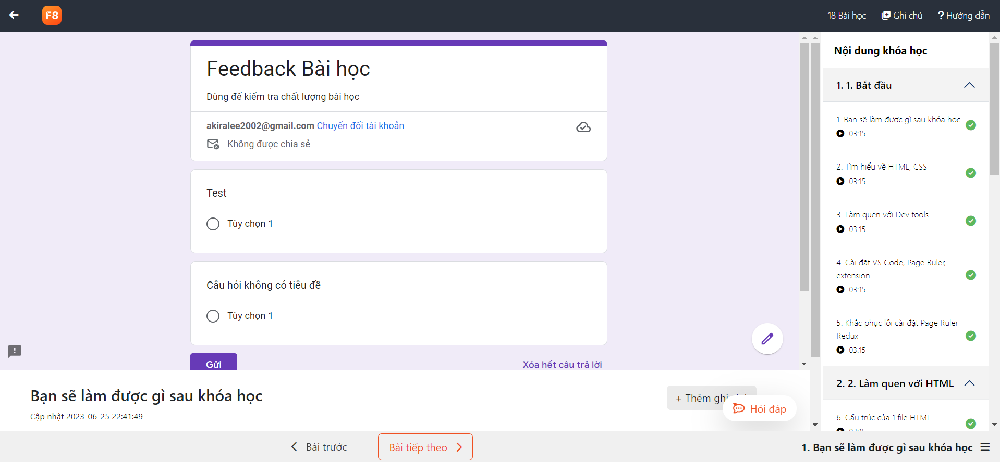 F8
18 Bài học
Ghi chú
? Hướng dẫn
Feedback Bài học
Dùng để kiểm tra chất lượng bài học
akiralee2002@gmail.com Chuyển đổi tài khoản
Không được chia sẻ
Test
Tùy chọn 1
Câu hỏi không có tiêu đề
Tùy chọn 1
Gửi
Xóa hết câu trả lời
Bạn sẽ làm được gì sau khóa học
Cập nhật 2023-06-25 22:41:49
+ Thêm
Hỏi đáp
Nội dung khóa học
1. 1. Bắt đầu
1. Bạn sẽ làm được gì sau khóa học
03:15
2. Tìm hiểu về HTML, CSS
03:15
3. Làm quen với Dev tools
03:15
4. Cài đặt VS Code, Page Ruler,
extension
03:15
5. Khắc phục lỗi cài đặt Page Ruler
Redux
03:15
2. 2. Làm quen với HTML
6. Cấu trúc của 1 file HTML
Bài trước
Bài tiếp theo
1. Bạn sẽ làm được gì sau khóa học